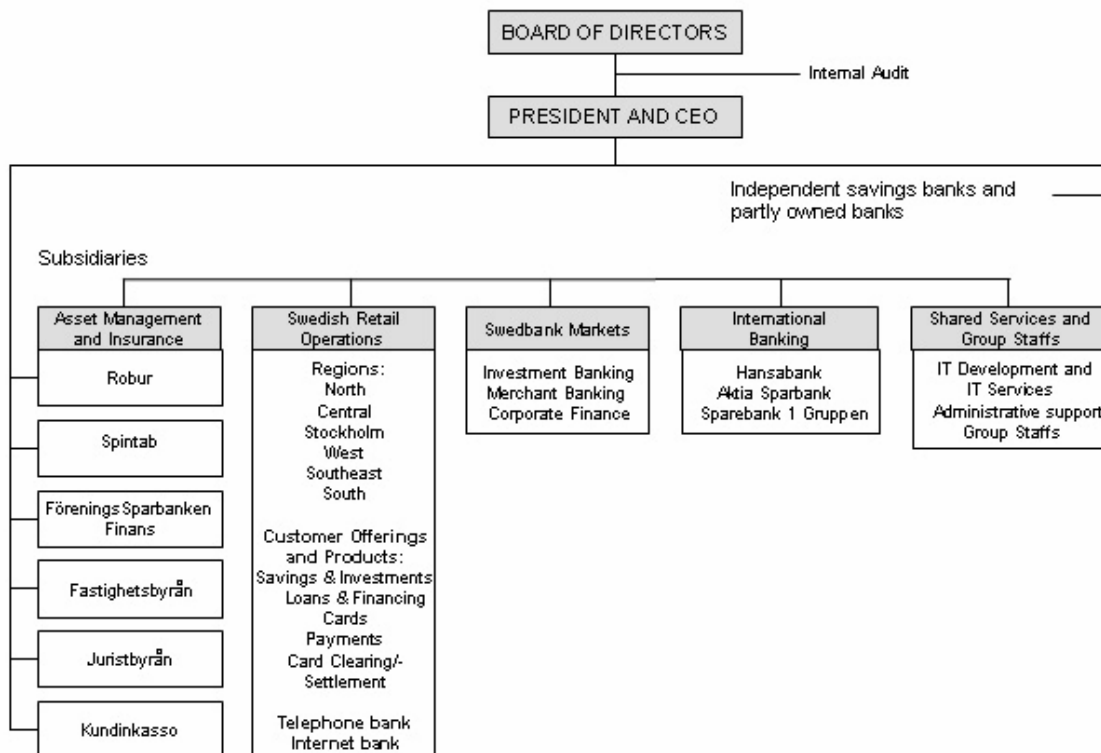 BOARD OF DIRECTORS
Internal Audit
PRESIDENT AND CEO
Independent savings banks and
partly owned banks
Subsidiaries
Asset Management
and Insurance
Robur
Spintab
FöreningsSparbanken
Finans
Fastighetsbyrån
Juristbyrån
Kundinkasso
Swedish Retail
Operations
Regions:
North
Central
Stockholm
West
Southeast
South
Customer Offerings
and Products:
Savings & Investments
Loans & Financing
Cards
Payments
Card Clearing/-
Settlement
Telephone bank
Internet bank
Swedbank Markets
Investment Banking
Merchant Banking
Corporate Finance
International
Banking
Hansabank
Aktia Sparbank
Sparebank 1 Gruppen
Shared Services and
Group Staffs
IT Development and
IT Services
Administrative support
Group Staffs